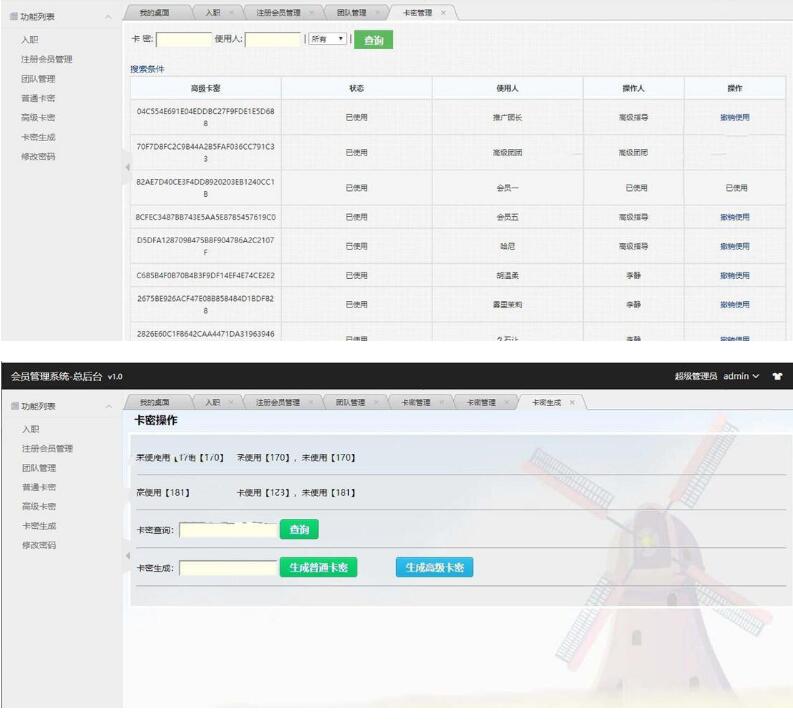 功能列表
我的桌面 入职 × 注册会员管理 × 团队管理 × 卡密管理 ×
入职
注册会员管理
团队管理
普通卡密
高级卡密
卡密生成
修改密码
卡 密: 使用人: | 所有 ▼ | 查询
搜索条件
高级卡密 状态 使用人 操作人 操作
04C554E691E04EDDBC27F9FDE1E5D688 已使用 推广团长 高级指导 撤销使用
70F7D8FC2C9B44A2B5FAF036CC791C33 已使用 高级团团 高级团团
82AE7D40CE3F4DD8920203EB1240CC1B 已使用 会员一 已使用 已使用
8CFEC3487BB743E5AA5E8785457619C0 已使用 会员五 高级指导 撤销使用
D5DFA128709B475B8F904786A2C2107F 已使用 哈尼 高级指导 撤销使用
C685B4F0B70B4B3F9DF14EF4E74CE2E2 已使用 胡温柔 李静 撤销使用
2675BE926ACF47E08B858484D1BDF828 已使用 露里茉莉 李静 撤销使用
2826E60C1FB642CAA4471DA31963946 已使用 李静 撤销使用
会员管理系统-总后台 v1.0 超级管理员 admin
功能列表
我的桌面 入职 × 注册会员管理 × 团队管理 × 卡密管理 × 卡密管理 × 卡密生成 ×
入职
注册会员管理
团队管理
普通卡密
高级卡密
卡密生成
修改密码
卡密操作
【170】 使用【170】, 未使用【170】
使用【181】 卡使用【123】, 未使用【181】
卡密查询: 查询
卡密生成: 生成普通卡密 生成高级卡密